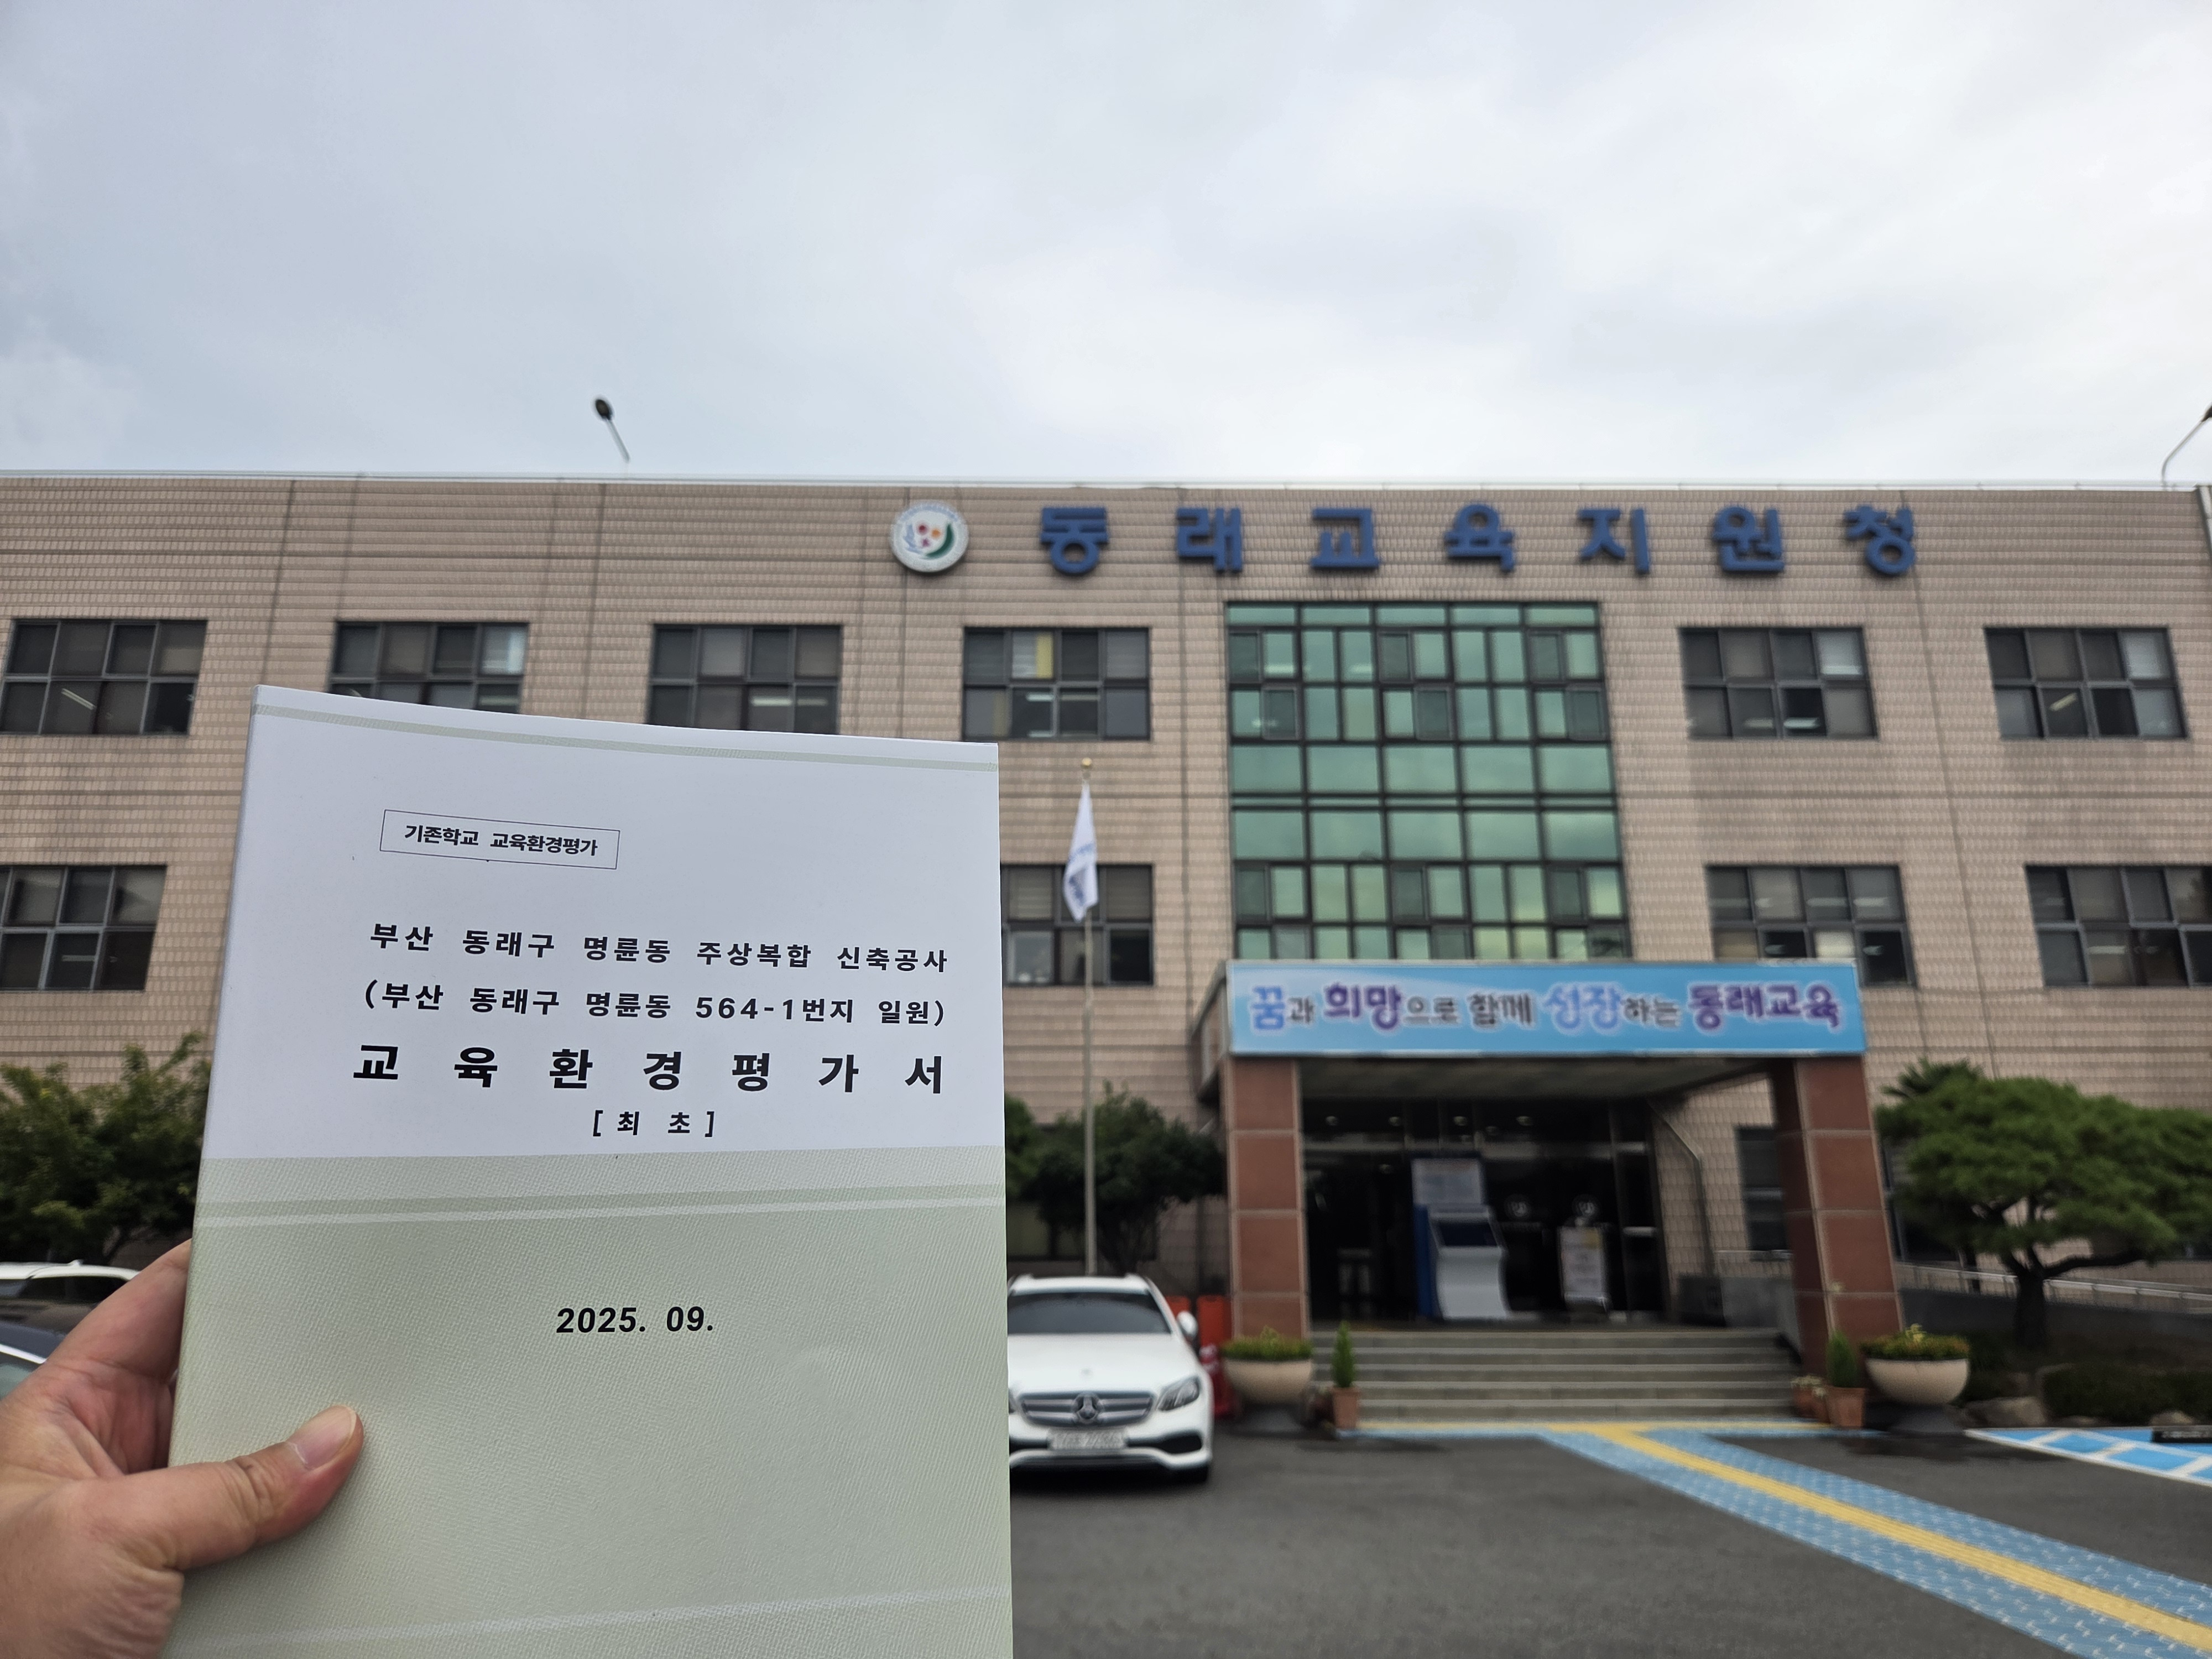 동래교육지원청
꿈과 희망으로 함께 성장하는 동래교육
기존학교 교육환경평가
부산 동래구 명륜동 주상복합 신축공사
(부산 동래구 명륜동 564-1번지 일원)
교육환경평가서
[최초]
2025. 09.